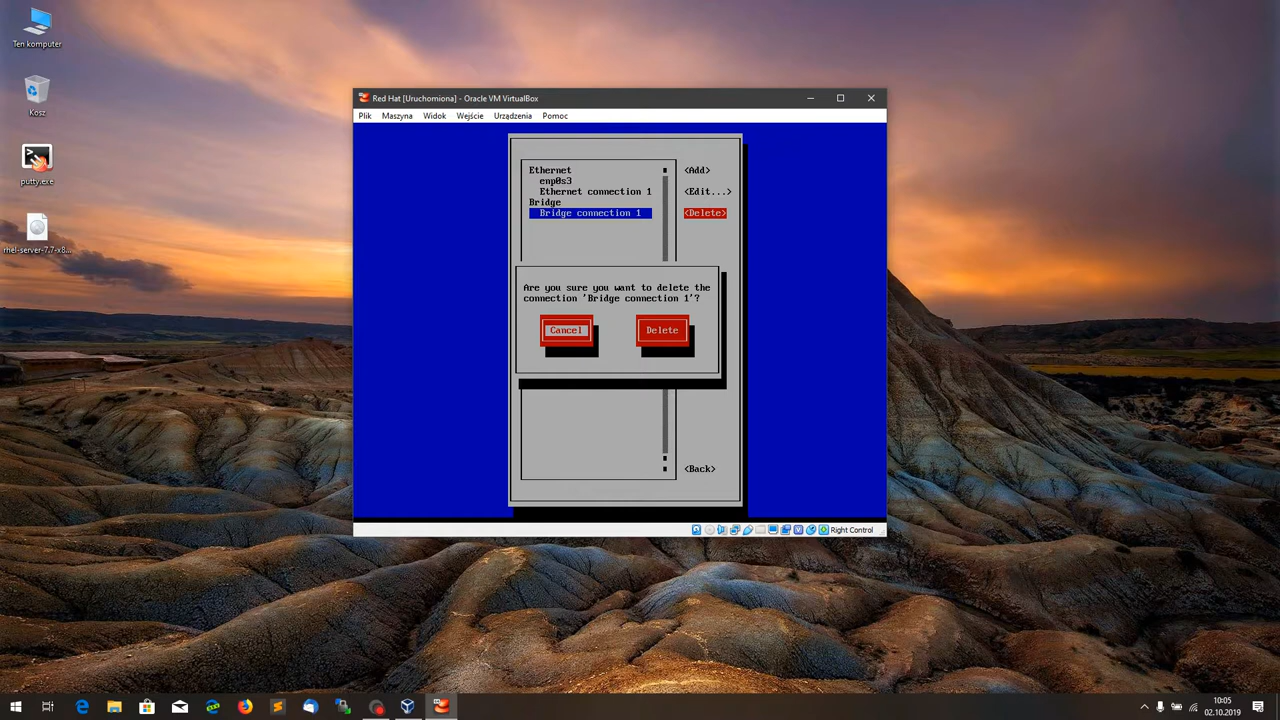 Ten komputer
Kosz
putty.exe
rhel-server-7.7-x8...
Red Hat [Uruchomiona] - Oracle VM VirtualBox
Plik Maszyna Widok Wejście Urządzenia Pomoc
Ethernet
enp0s3
Ethernet connection 1
Bridge
Bridge connection 1
<Add>
<Edit...>
<Delete>
Are you sure you want to delete the
connection 'Bridge connection 1'?
Cancel Delete
<Back>
Right Control
10:05
02.10.2019